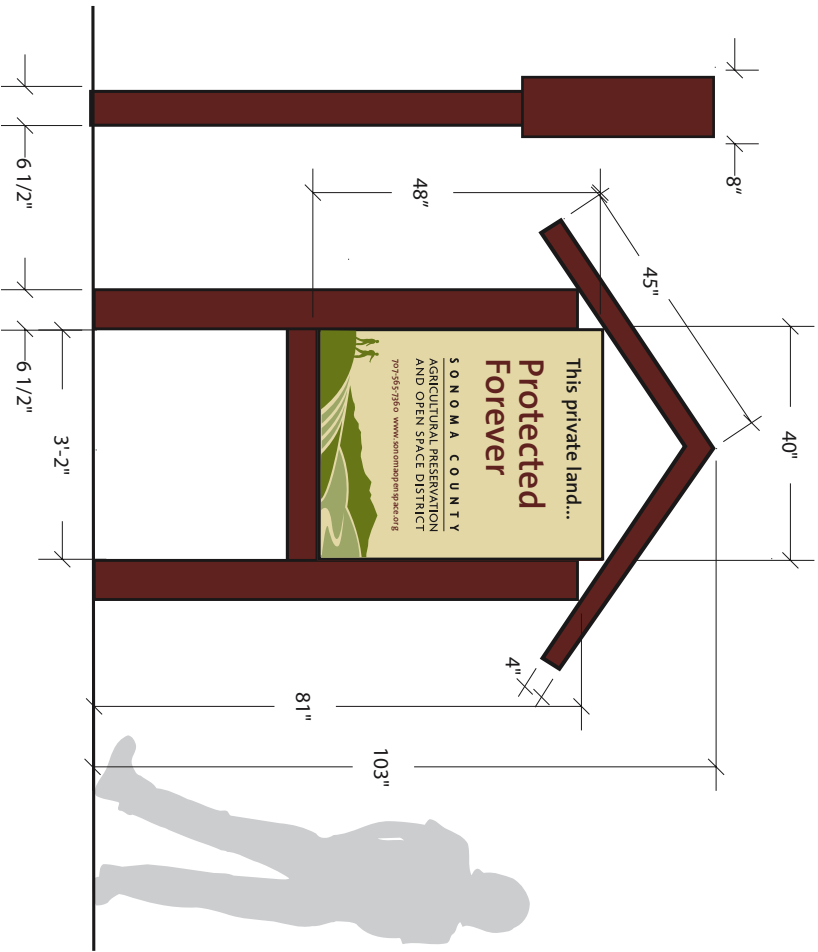 This private land...
Protected
Forever
SONOMA COUNTY
AGRICULTURAL PRESERVATION
AND OPEN SPACE DISTRICT
707-565-7360 www.sonomaopenspace.org
40"
45"
8"
48"
4"
81"
103"
3'-2"
6 1/2"
6 1/2"